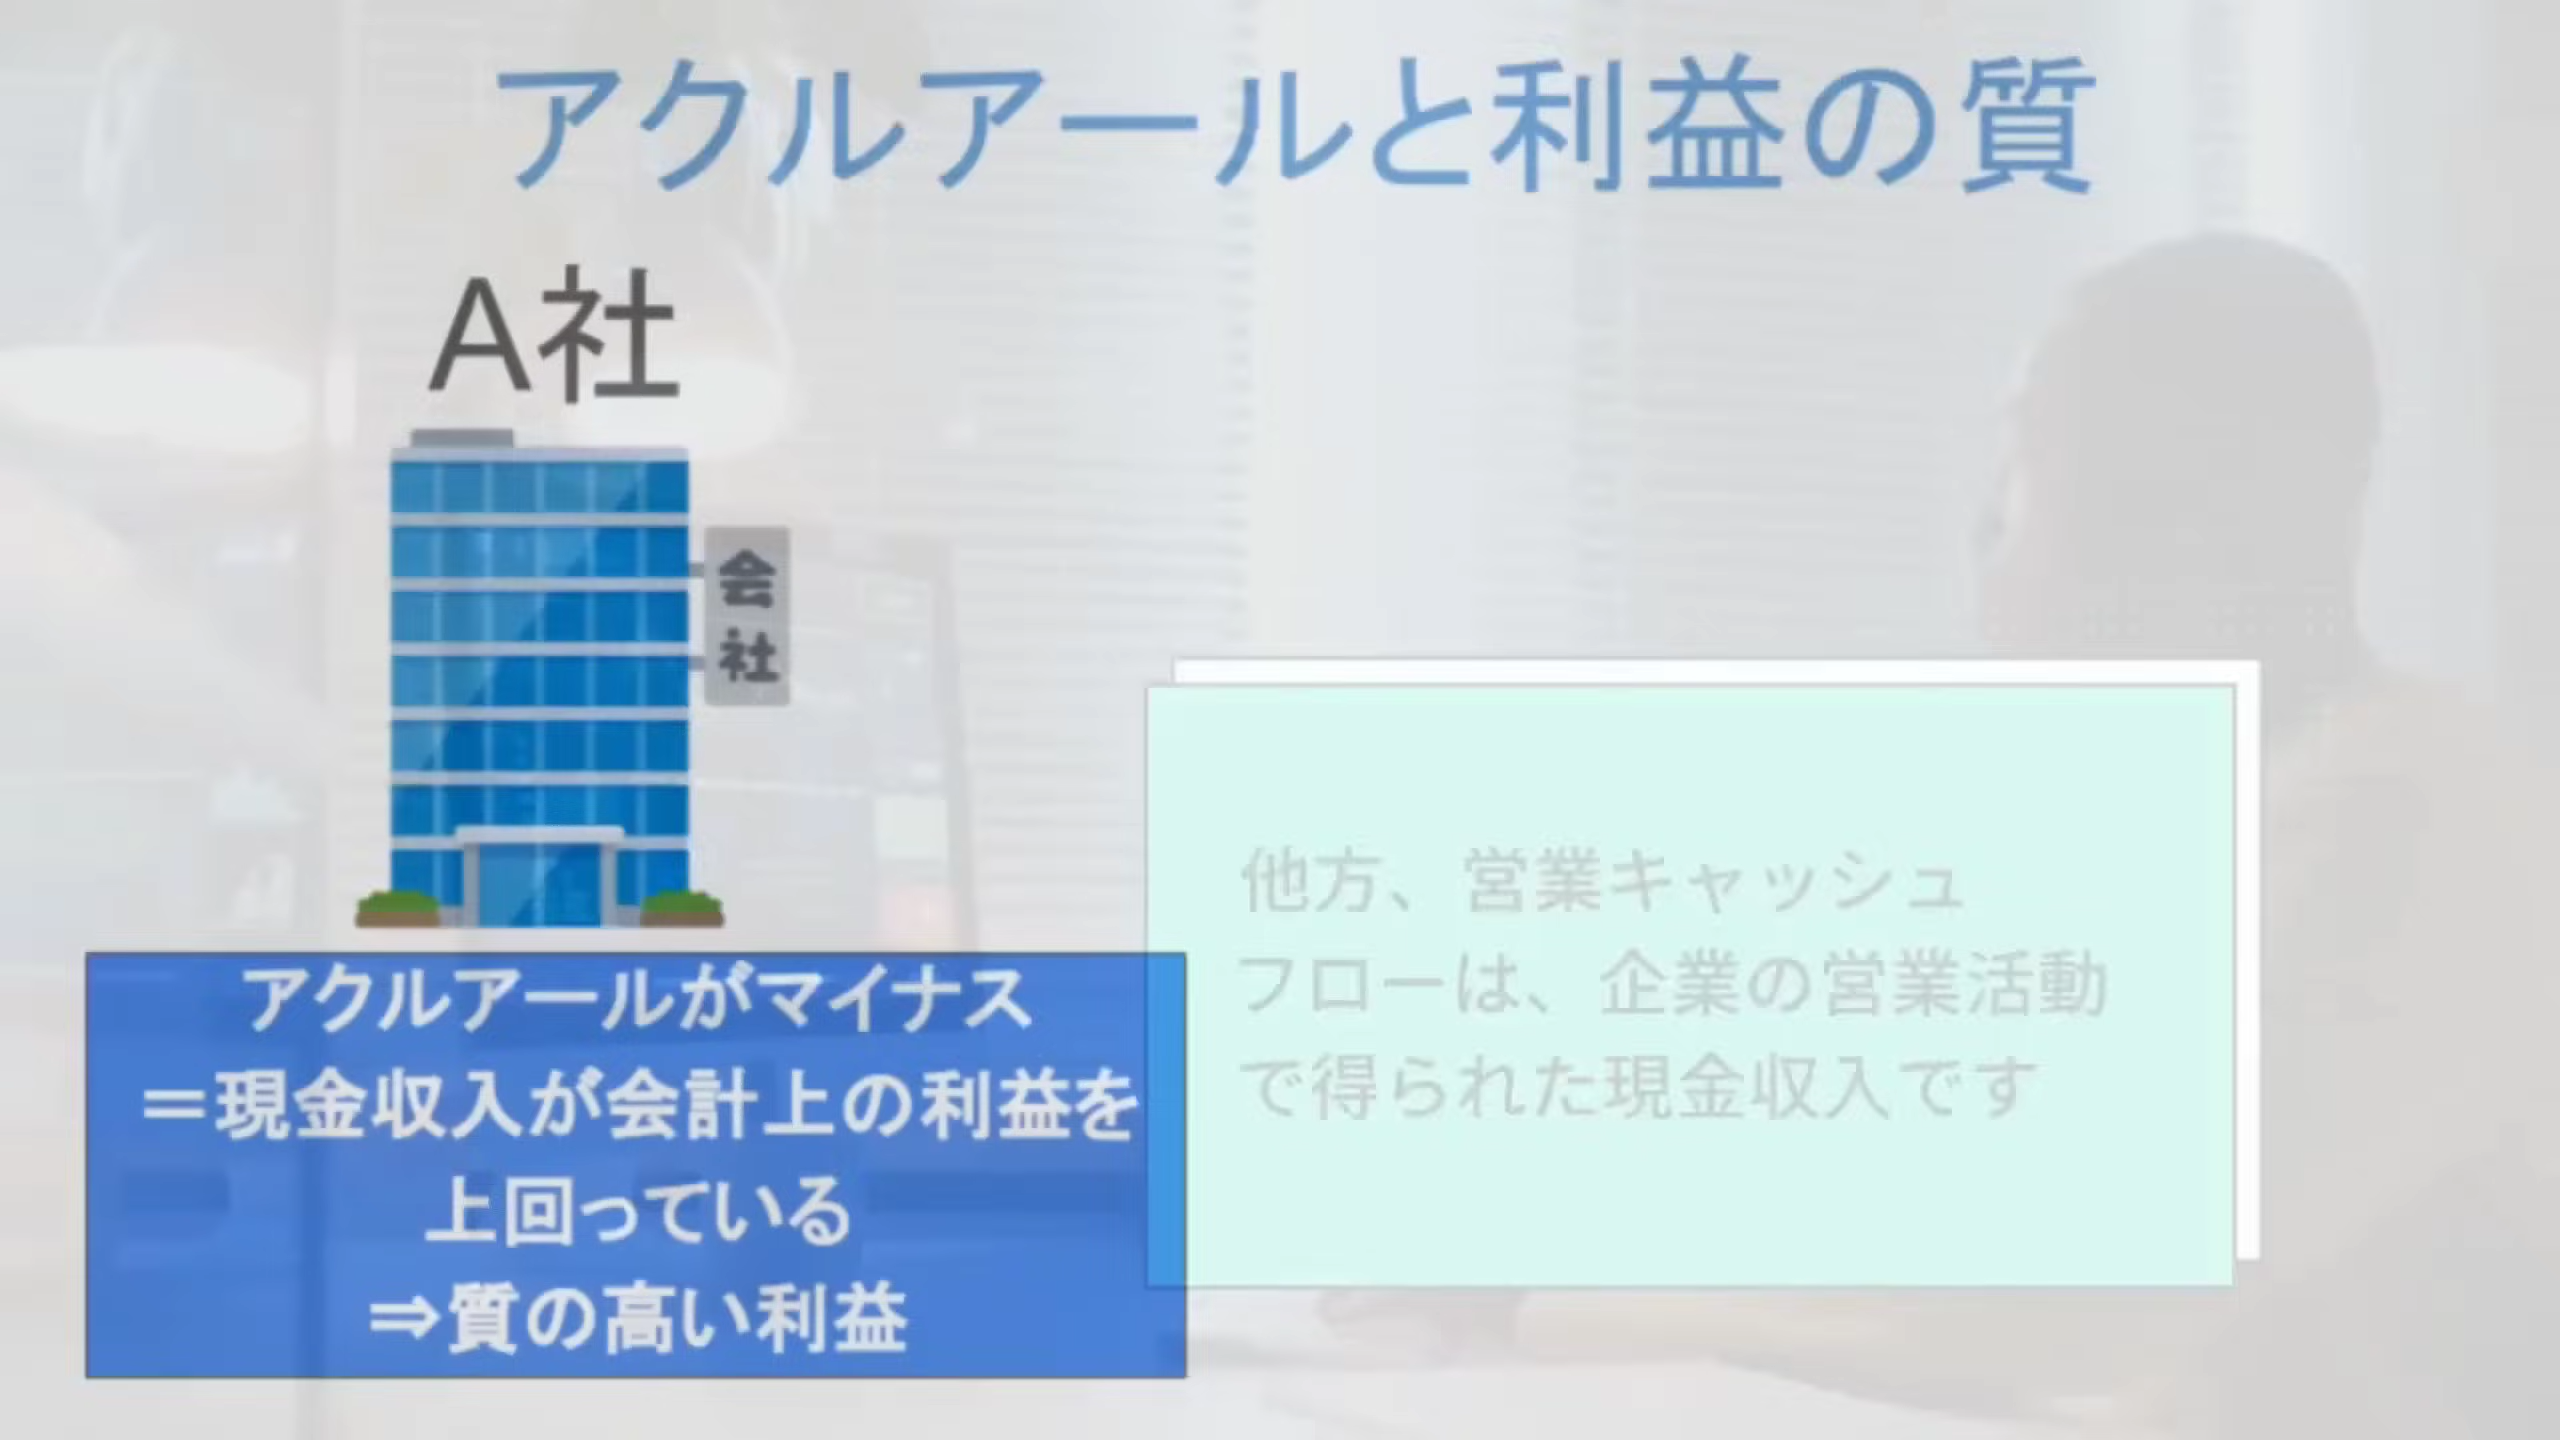 アクルアールと利益の質
A社
会
社
アクルアールがマイナス
＝現金収入が会計上の利益を
上回っている
⇒質の高い利益
他方、営業キャッシュ
フローは、企業の営業活動
で得られた現金収入です